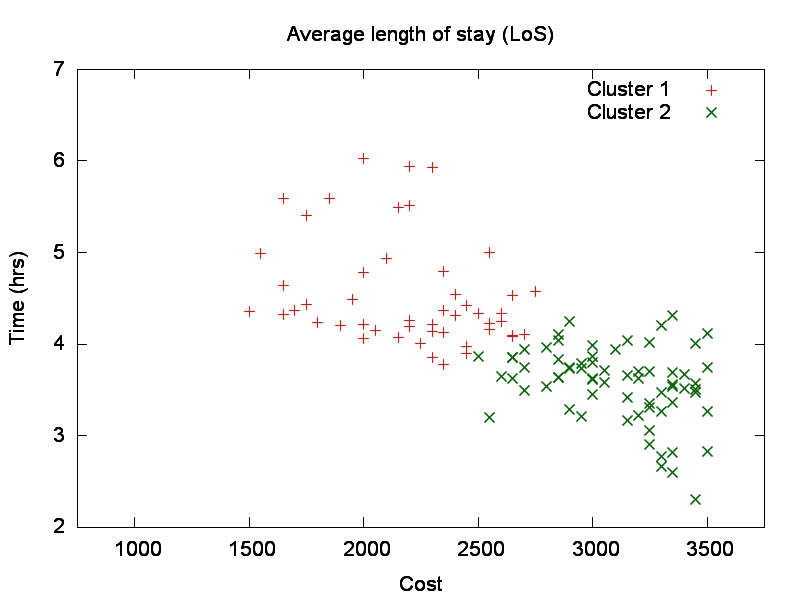 Average length of stay (LoS)
7
Cluster 1
Cluster 2
6
5
4
3
2
Time (hrs)
1000 1500 2000 2500 3000 3500
Cost